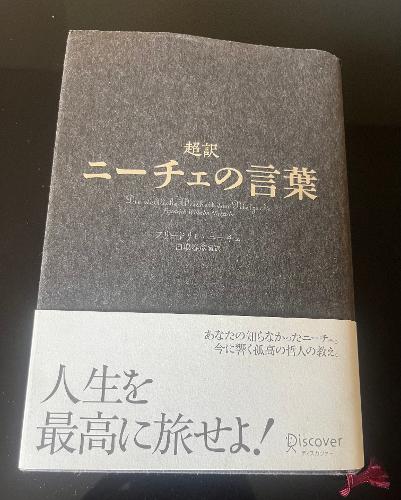 超訳
ニーチェの言葉
フリードリヒ・ニーチェ
白取春彦編訳
あなたの知らなかったニーチェ。
今に響く孤高の哲人の教え。
人生を
最高に旅せよ!
Discover
ディスカヴァー